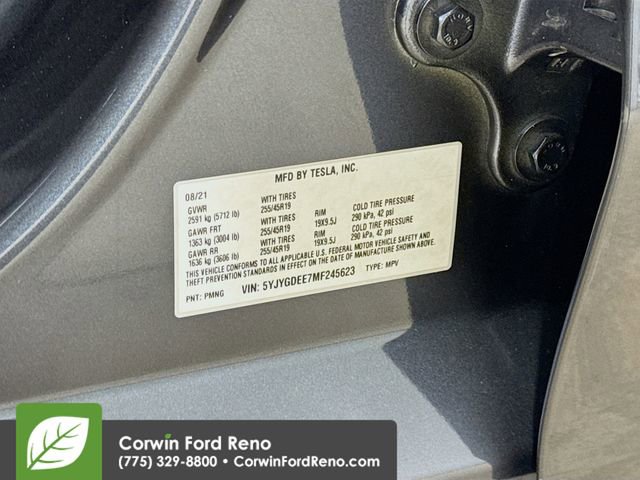 MFD BY TESLA, INC.
08/21
GVWR WITH TIRES
2591 kg (5712 lb) 255/45R19 RIM COLD TIRE PRESSURE
GAWR FRT WITH TIRES 19X9.5J 290 kPa, 42 psi
1363 kg (3004 lb) 255/45R19 RIM COLD TIRE PRESSURE
GAWR RR WITH TIRES 19X9.5J 290 kPa, 42 psi
1636 kg (3606 lb) 255/45R19
THIS VEHICLE CONFORMS TO ALL APPLICABLE U.S. FEDERAL MOTOR VEHICLE SAFETY AND
THEFT PREVENTION STANDARDS IN EFFECT ON THE DATE OF MANUFACTURE SHOWN ABOVE.
PNT: PMNG VIN: 5YJYGDEE7MF245623 TYPE: MPV
Corwin Ford Reno
(775) 329-8800 • CorwinFordReno.com